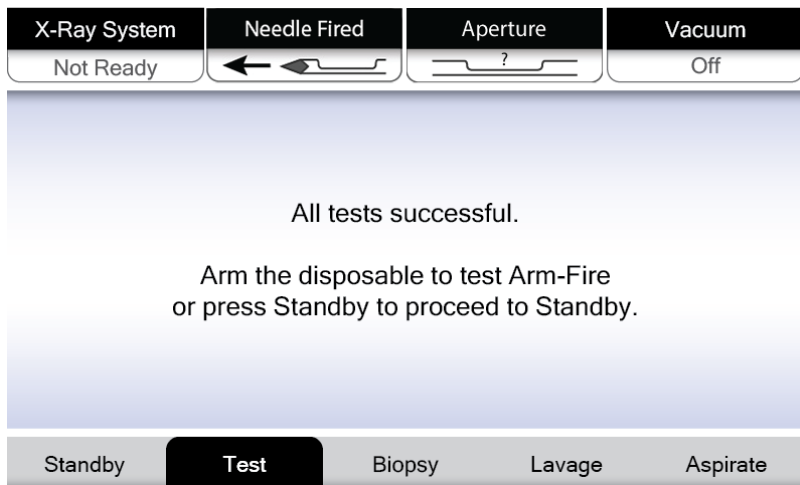 X-Ray System Needle Fired Aperture Vacuum
Not Ready ? Off
All tests successful.
Arm the disposable to test Arm-Fire
or press Standby to proceed to Standby.
Standby Test Biopsy Lavage Aspirate